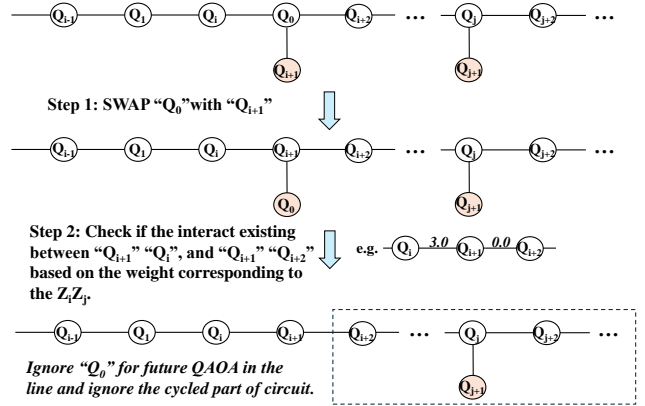 Q_{i-1} Q_1 Q_i Q_0 Q_{i+2} ... Q_j Q_{j+2} ...
Q_{i+1} Q_{j+1}
Step 1: SWAP “Q_0”with “Q_{i+1}”
Q_{i-1} Q_1 Q_i Q_{i+1} Q_{i+2} ... Q_j Q_{j+2} ...
Q_0 Q_{j+1}
Step 2: Check if the interact existing
between “Q_{i+1}” “Q_i”, and “Q_{i+1}” “Q_{i+2}”
based on the weight corresponding to
the Z_iZ_j.
e.g. Q_i 3.0 Q_{i+1} 0.0 Q_{i+2}
Q_{i-1} Q_1 Q_i Q_{i+1} Q_{i+2} ... Q_j Q_{j+2} ...
Q_{j+1}
Ignore “Q_0” for future QAOA in the
line and ignore the cycled part of circuit.